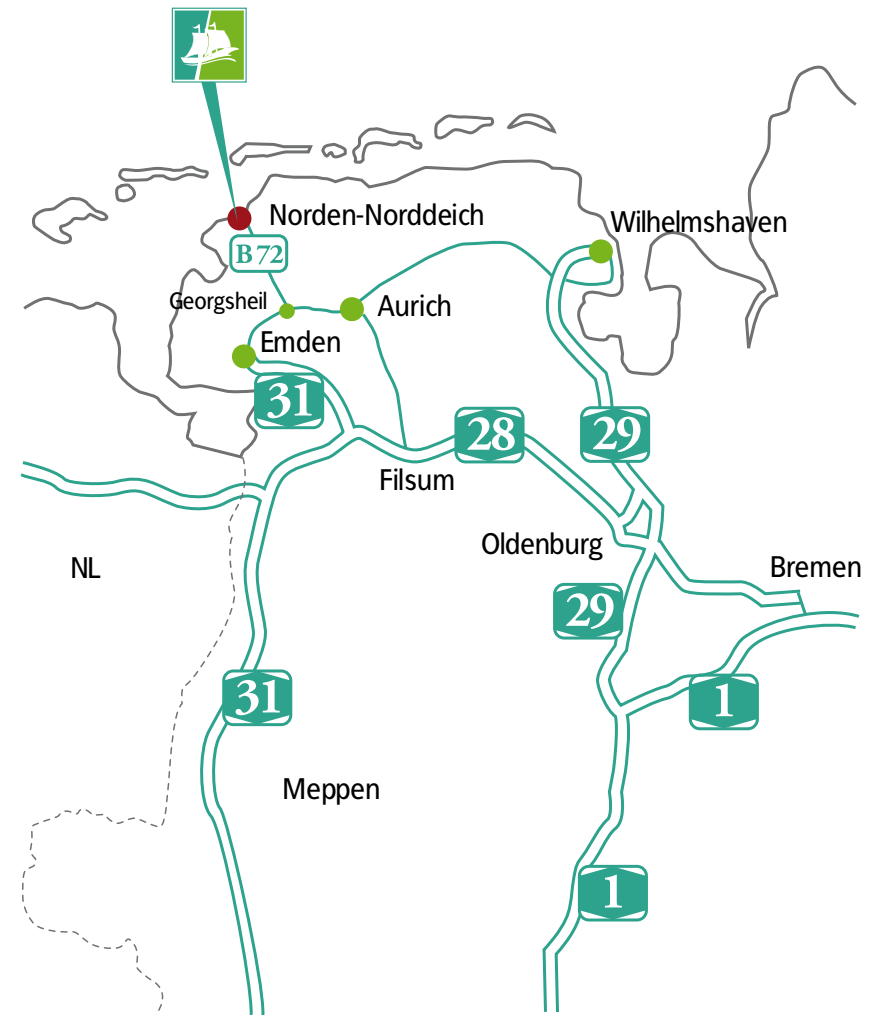 Norden-Norddeich
Wilhelmshaven
B 72
Georgsheil
Aurich
Emden
31
28
29
Filsum
Oldenburg
NL
Bremen
29
31
1
Meppen
1